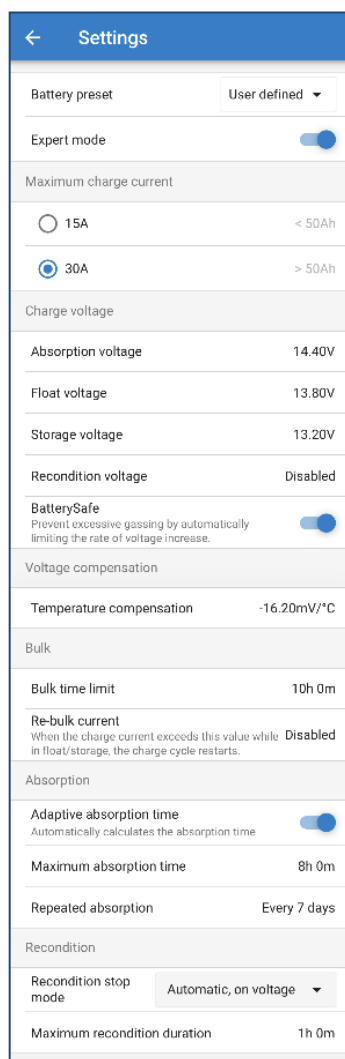 Settings
Battery preset User defined
Expert mode
Maximum charge current
15A < 50Ah
30A > 50Ah
Charge voltage
Absorption voltage 14.40V
Float voltage 13.80V
Storage voltage 13.20V
Recondition voltage Disabled
BatterySafe
Prevent excessive gassing by automatically
limiting the rate of voltage increase.
Voltage compensation
Temperature compensation -16.20mV/°C
Bulk
Bulk time limit 10h 0m
Re-bulk current
When the charge current exceeds this value while Disabled
in float/storage, the charge cycle restarts.
Absorption
Adaptive absorption time
Automatically calculates the absorption time
Maximum absorption time 8h 0m
Repeated absorption Every 7 days
Recondition
Recondition stop
mode Automatic, on voltage
Maximum recondition duration 1h 0m